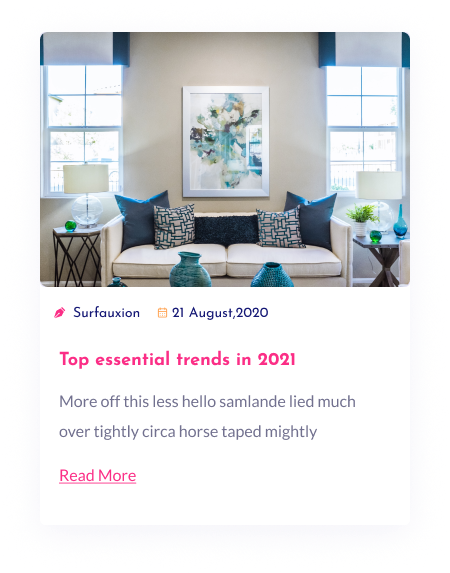 Surfauxion 21 August,2020
Top essential trends in 2021
More off this less hello samlande lied much
over tightly circa horse taped mightly
Read More